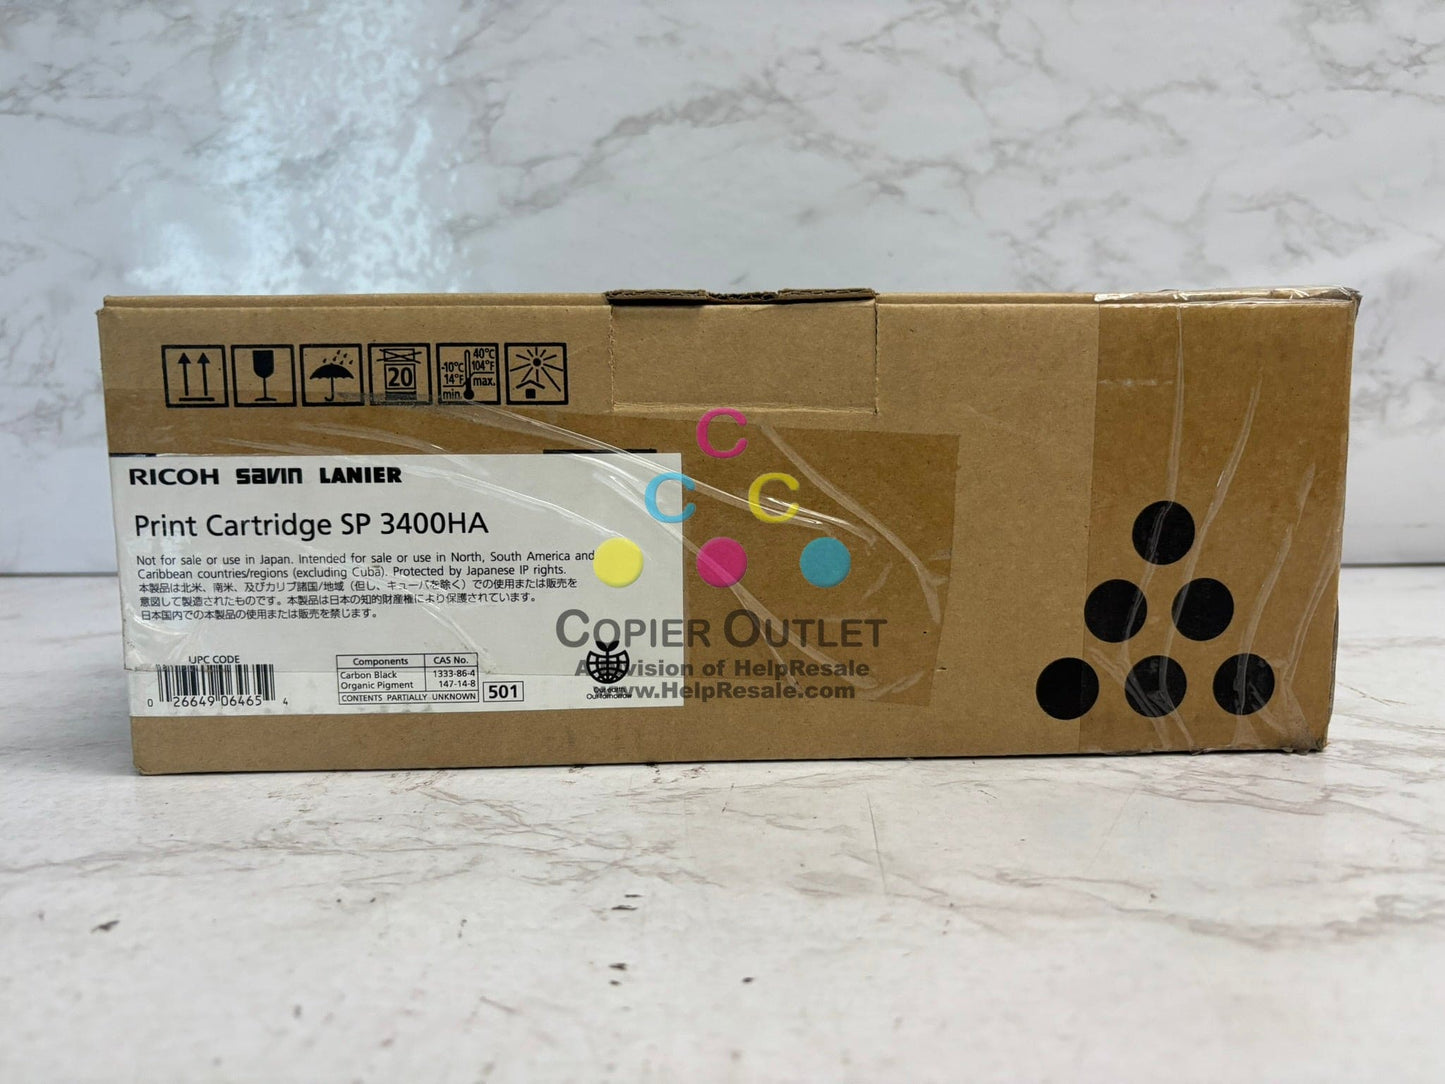 20
-10°C
14°F
min.
40°C
104°F
max.
RICOH savin LANIER
Print Cartridge SP 3400HA
Not for sale or use in Japan. Intended for sale or use in North, South America and
Caribbean countries/regions (excluding Cuba). Protected by Japanese IP rights.
本製品は北米、南米、及びカリブ諸国/地域（但し、キューバを除く）での使用または販売を
意図して製造されたものです。本製品は日本の知的財産権により保護されています。
日本国内での本製品の使用または販売を禁じます。
UPC CODE
0 26649 06465 4
Components CAS No.
Carbon Black 1333-86-4
Organic Pigment 147-14-8
CONTENTS PARTIALLY UNKNOWN
501
Our earth
Our tomorrow
C
C C
COPIER OUTLET
A Division of HelpResale
www.HelpResale.com